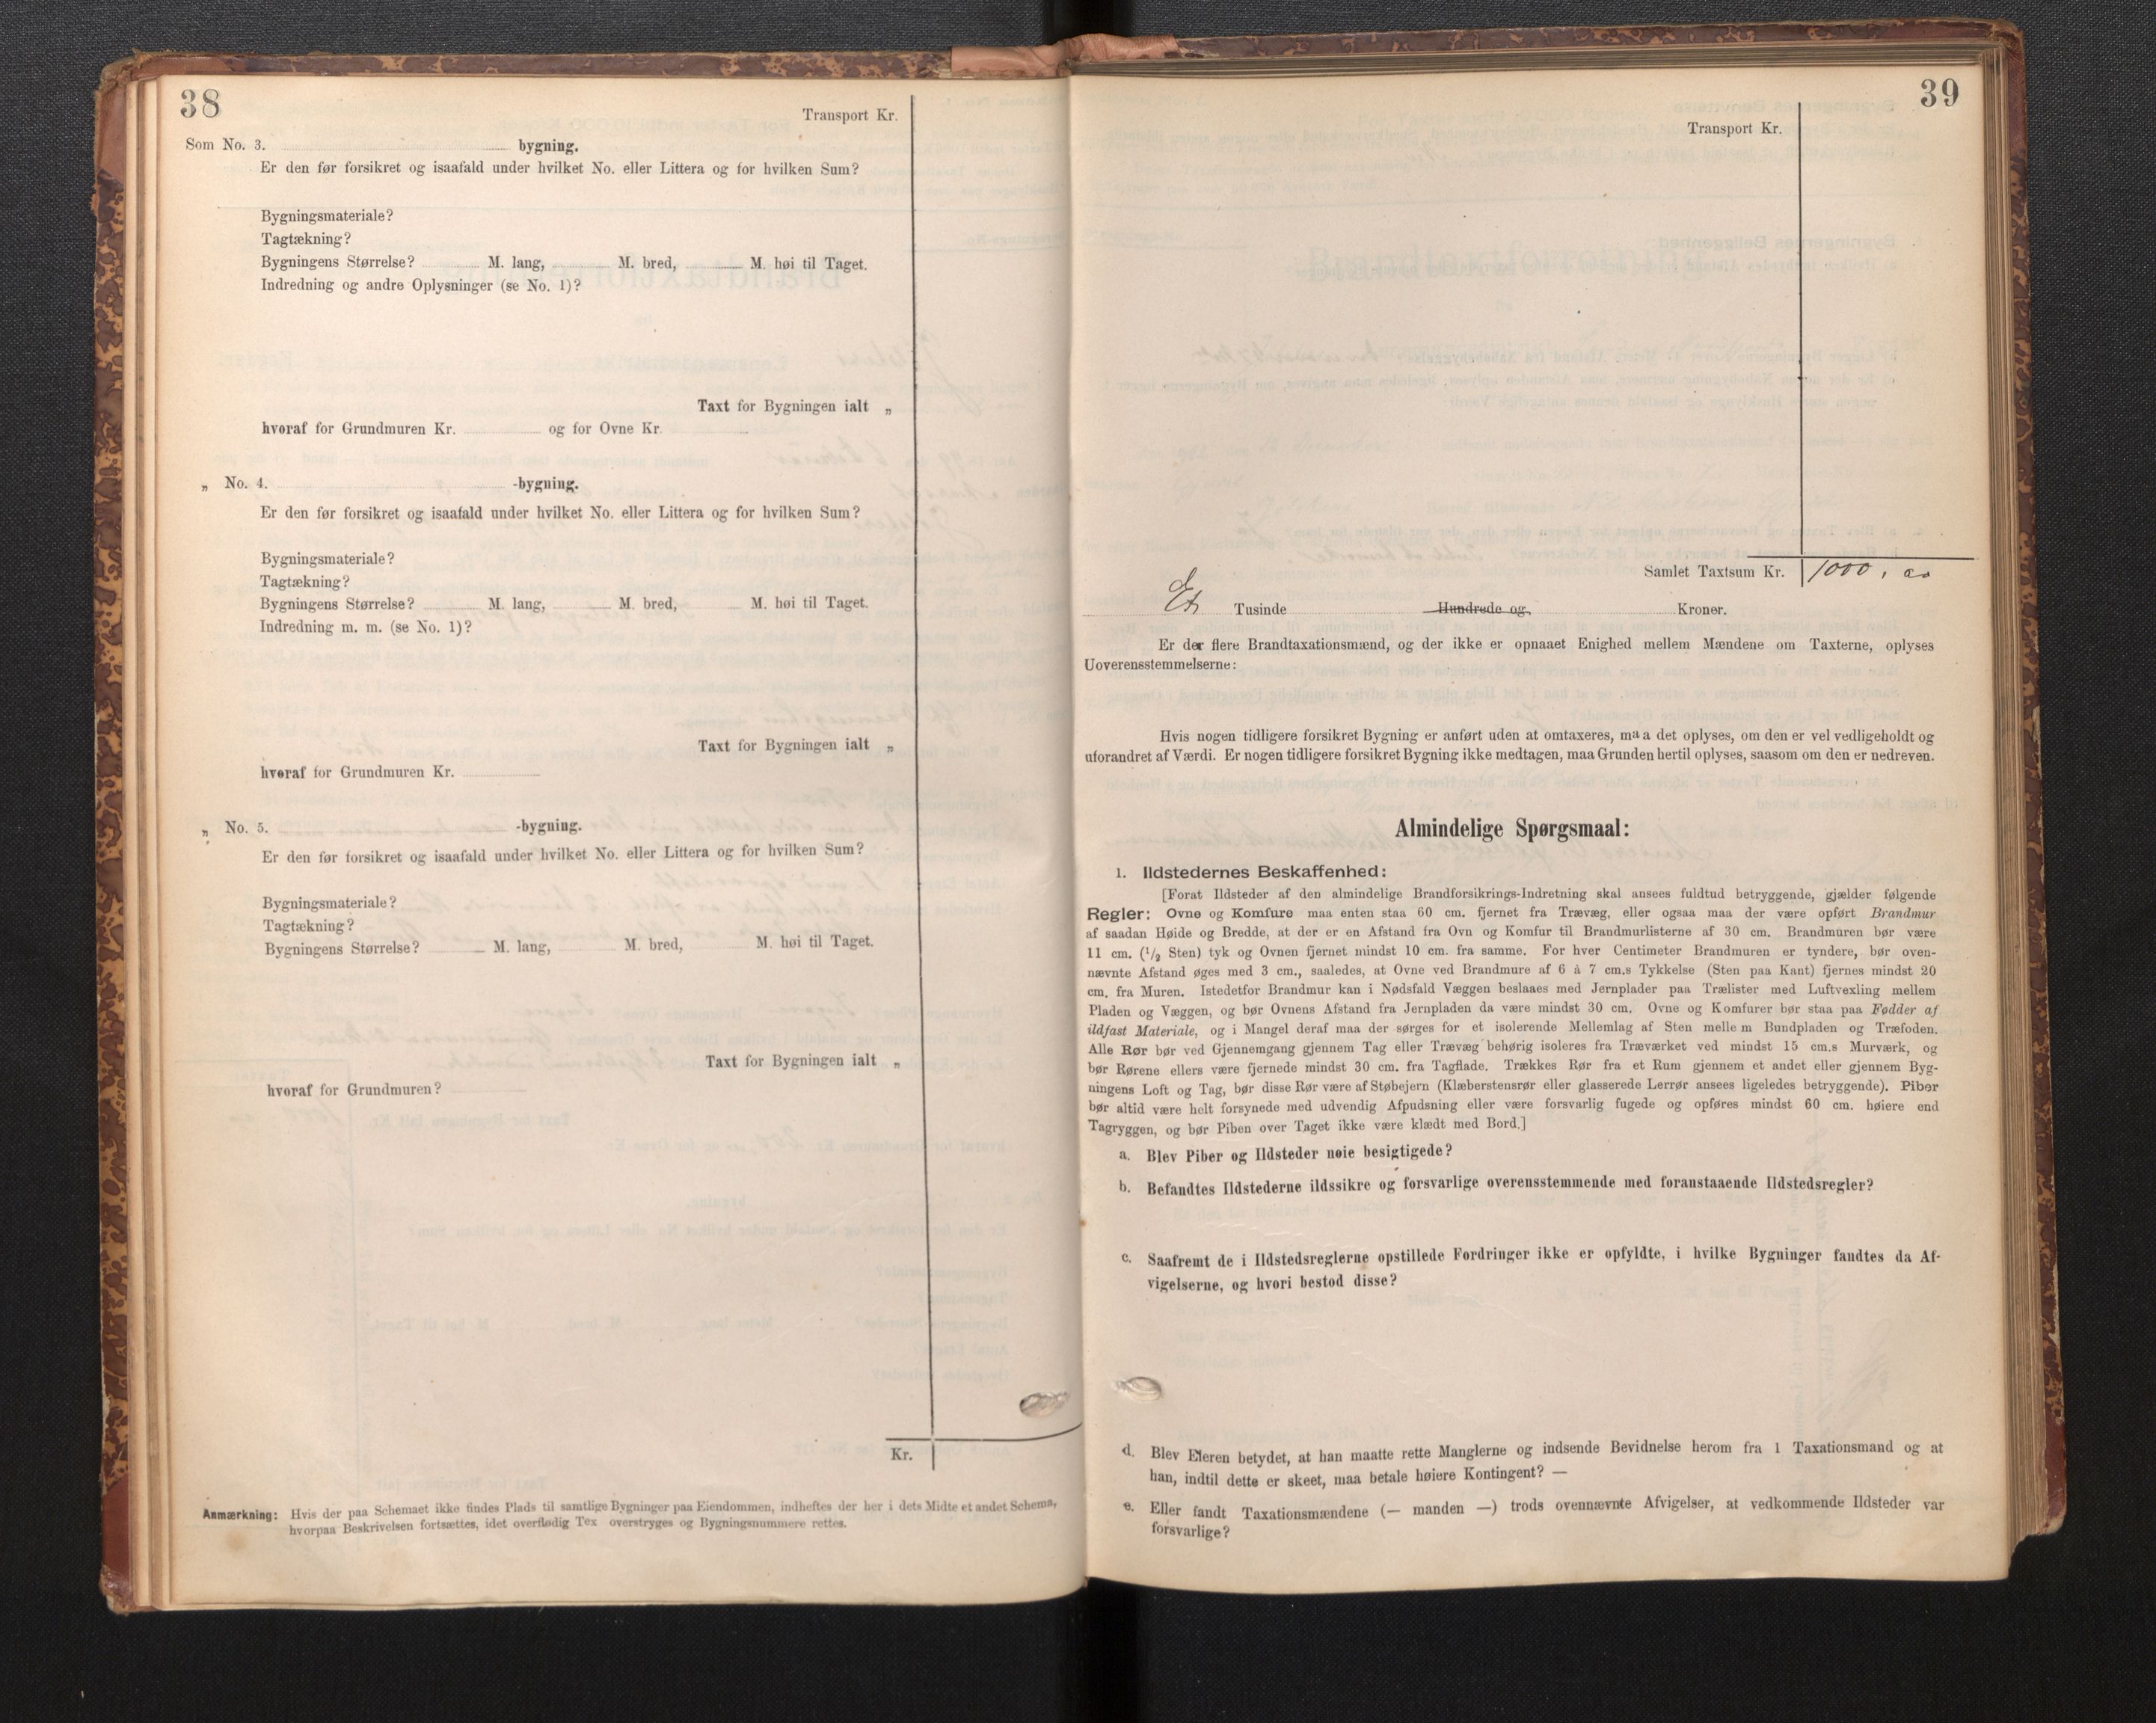 38
Transport Kr.
Som No. 3. bygning.
Er den før forsikret og isaafald under hvilket No. eller Littera og for hvilken Sum?
Bygningsmateriale?
Tagtækning?
Bygningens Størrelse? M. lang, M. bred, M. høi til Taget.
Indredning og andre Oplysninger (se No. 1)?
Taxt for Bygningen ialt „
hvoraf for Grundmuren Kr. og for Ovne Kr.
„ No. 4. -bygning.
Er den før forsikret og isaafald under hvilket No. eller Littera og for hvilken Sum?
Bygningsmateriale?
Tagtækning?
Bygningens Størrelse? M. lang, M. bred, M. høi til Taget.
Indredning m. m. (se No. 1)?
Taxt for Bygningen ialt „
hvoraf for Grundmuren Kr.
„ No. 5. -bygning.
Er den før forsikret og isaafald under hvilket No. eller Littera og for hvilken Sum?
Bygningsmateriale?
Tagtækning?
Bygningens Størrelse? M. lang, M. bred, M. høi til Taget.
Taxt for Bygningen ialt „
hvoraf for Grundmuren?
Kr.
Anmærkning: Hvis der paa Schemaet ikke findes Plads til samtlige Bygninger paa Eiendommen, indheftes der her i dets Midte et andet Schema,
hvorpaa Beskrivelsen fortsættes, idet overflødig Tex overstryges og Bygningsnummere rettes.
39
Transport Kr.
Samlet Taxtsum Kr. 1000, 00
Et Tusinde Hundrede og Kroner.
Er der flere Brandtaxationsmænd, og der ikke er opnaaet Enighed mellem Mændene om Taxterne, oplyses
Uoverensstemmelserne:
Hvis nogen tidligere forsikret Bygning er anført uden at omtaxeres, maa det oplyses, om den er vel vedligeholdt og
uforandret af Værdi. Er nogen tidligere forsikret Bygning ikke medtagen, maa Grunden hertil oplyses, saasom om den er nedreven.
Almindelige Spørgsmaal:
1. Ildstedernes Beskaffenhed:
[Forat Ildsteder af den almindelige Brandforsikrings-Indretning skal ansees fuldtud betryggende, gjælder følgende
Regler: Ovne og Komfure maa enten staa 60 cm. fjernet fra Trævæg, eller ogsaa maa der være opført Brandmur
af saadan Høide og Bredde, at der er en Afstand fra Ovn og Komfur til Brandmurlisterne af 30 cm. Brandmuren bør være
11 cm. (1/2 Sten) tyk og Ovnen fjernet mindst 10 cm. fra samme. For hver Centimeter Brandmuren er tyndere, bør oven-
nævnte Afstand øges med 3 cm., saaledes, at Ovne ved Brandmure af 6 à 7 cm.s Tykkelse (Sten paa Kant) fjernes mindst 20
cm. fra Muren. Istedetfor Brandmur kan i Nødsfald Væggen beslaaes med Jernplader paa Trælister med Luftvexling mellem
Pladen og Væggen, og bør Ovnens Afstand fra Jernpladen da være mindst 30 cm. Ovne og Komfurer bør staa paa Fødder af
ildfast Materiale, og i Mangel deraf maa der sørges for et isolerende Mellemlag af Sten mellem Bundpladen og Træfoden.
Alle Rør bør ved Gjennemgang gjennem Tag eller Trævæg behørig isoleres fra Træværket ved mindst 15 cm.s Murværk, og
bør Rørene ellers være fjernede mindst 30 cm. fra Tagflade. Trækkes Rør fra et Rum gjennem et andet eller gjennem Byg-
ningens Loft og Tag, bør disse Rør være af Støbejern (Klæberstensrør eller glasserede Lerrør ansees ligeledes betryggende). Piber
bør altid være helt forsynede med udvendig Afpudsning eller være forsvarlig fugede og opføres mindst 60 cm. høiere end
Tagryggen, og bør Piben over Taget ikke være klædt med Bord.]
a. Blev Piber og Ildsteder nøie besigtigede?
b. Befandtes Ildstederne ildssikre og forsvarlige overensstemmende med foranstaaende Ildstedsregler?
c. Saafremt de i Ildstedsreglerne opstillede Fordringer ikke er opfyldte, i hvilke Bygninger fandtes da Af-
vigelserne, og hvori bestod disse?
d. Blev Eieren betydet, at han maatte rette Manglerne og indsende Bevidnelse herom fra 1 Taxationsmand og at
han, indtil dette er skeet, maa betale høiere Kontingent? —
e. Eller fandt Taxationsmændene (— manden —) trods ovennævnte Afvigelser, at vedkommende Ildsteder var
forsvarlige?